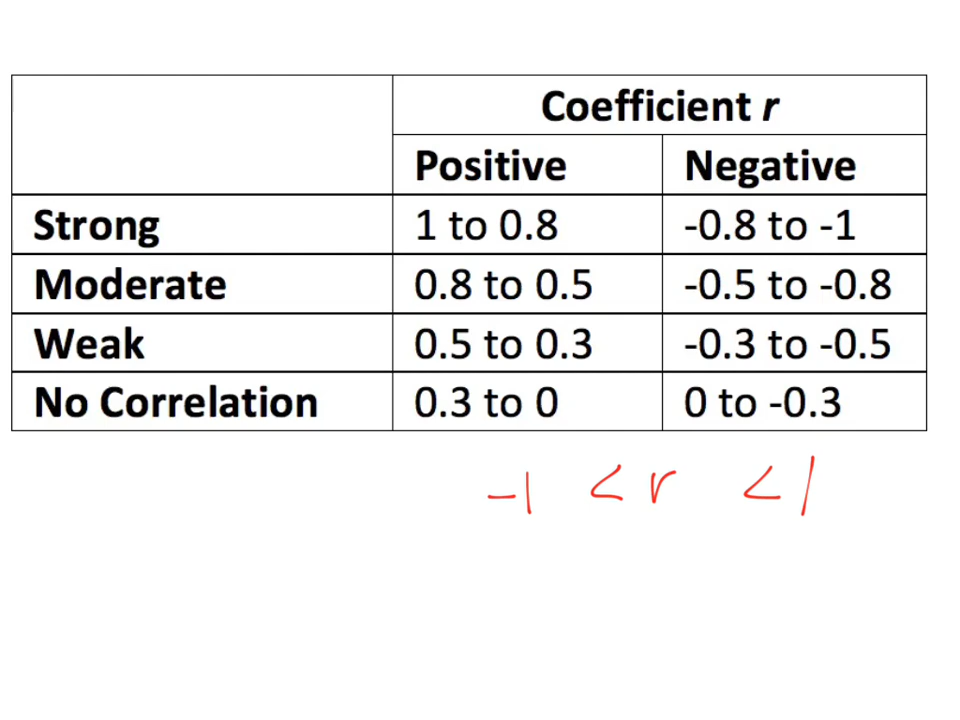 Coefficient r
Positive Negative
Strong 1 to 0.8 -0.8 to -1
Moderate 0.8 to 0.5 -0.5 to -0.8
Weak 0.5 to 0.3 -0.3 to -0.5
No Correlation 0.3 to 0 0 to -0.3
-1 < r < 1